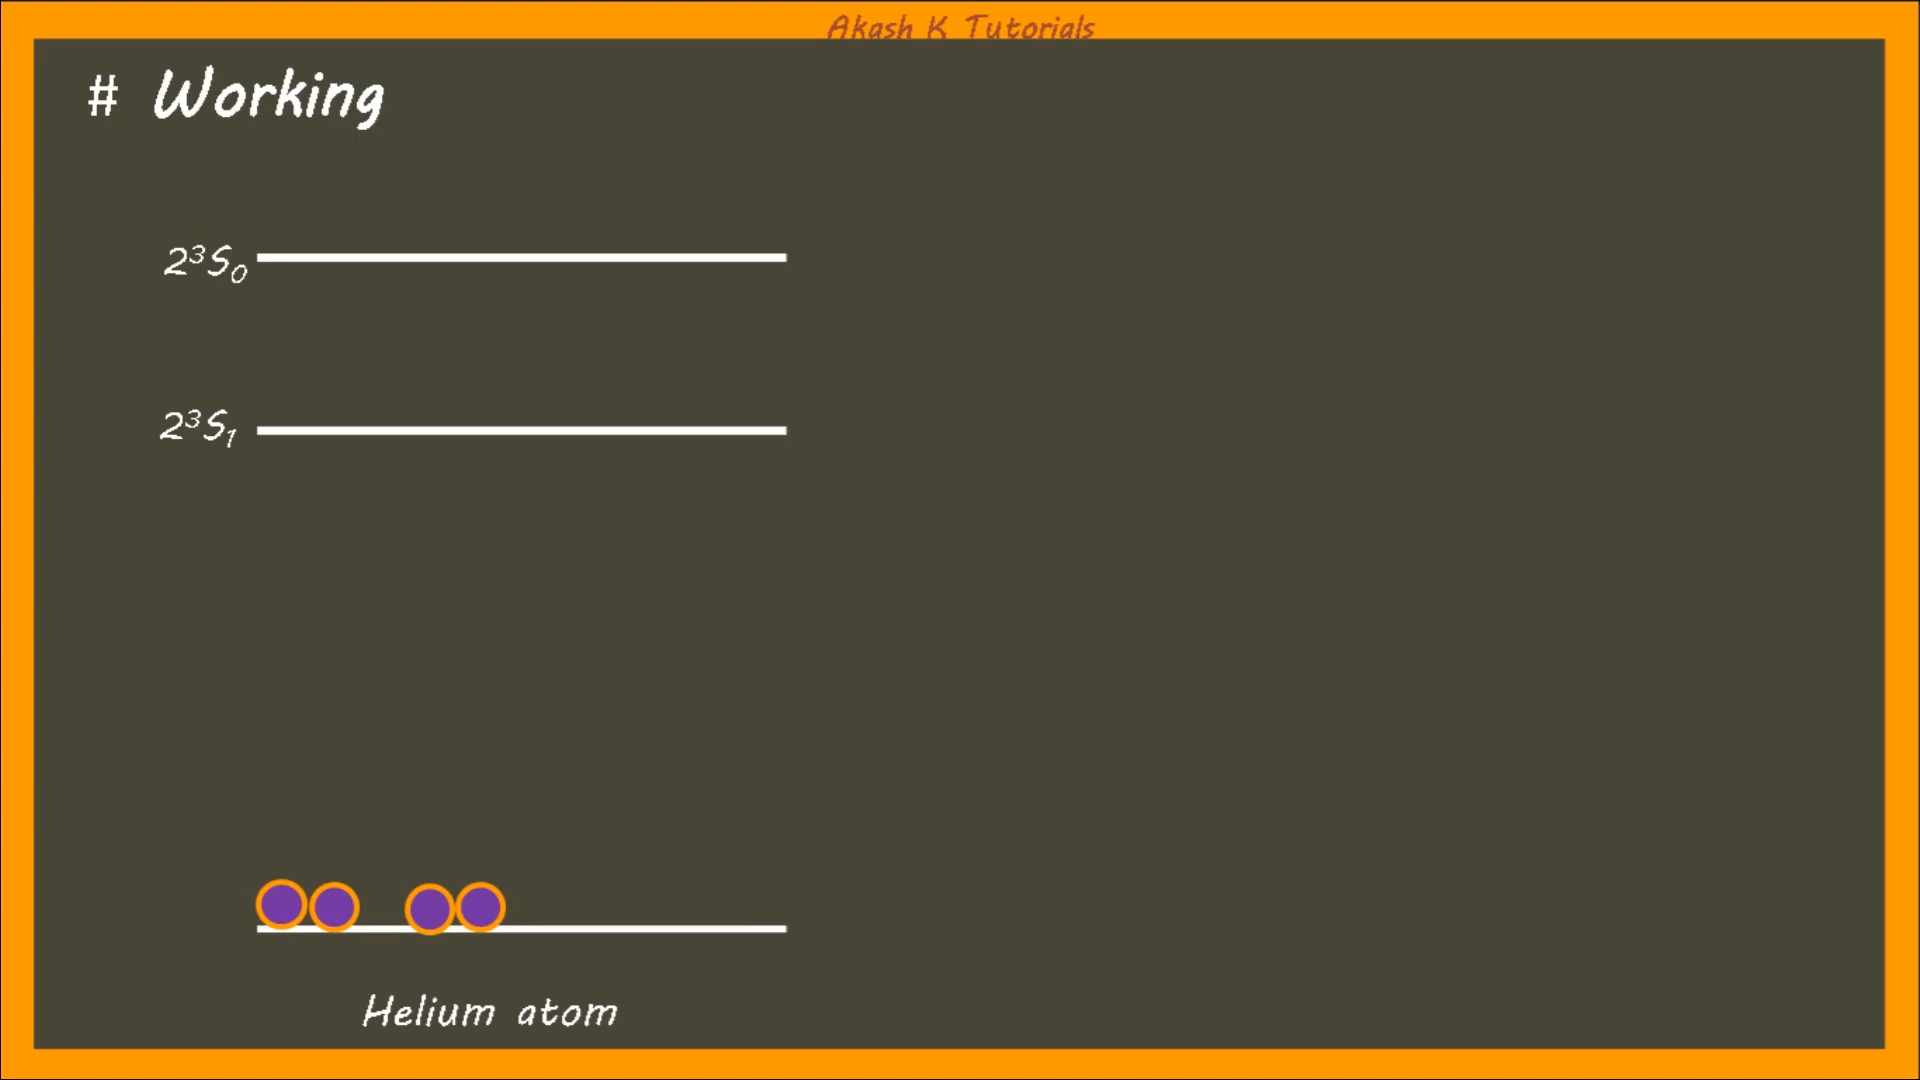 Akash K Tutorials
# Working
2³S₀
2³S₁
Helium atom